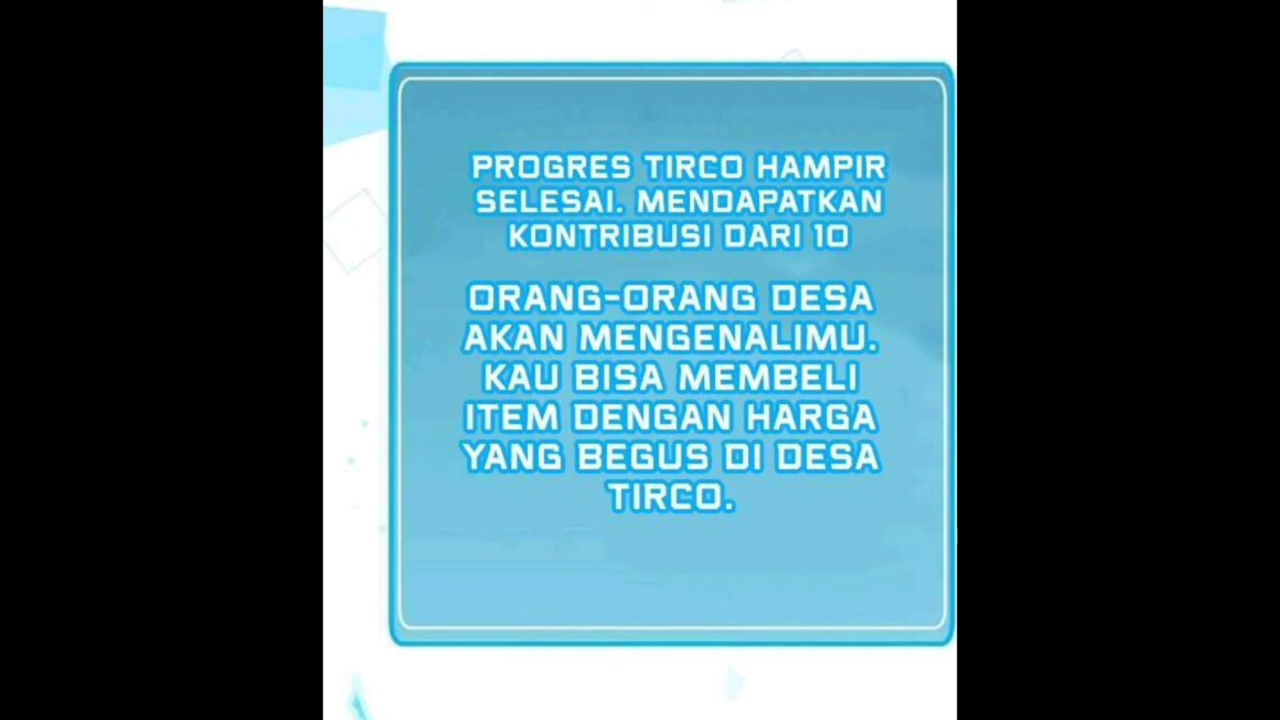 PROGRES TIRCO HAMPIR
SELESAI. MENDAPATKAN
KONTRIBUSI DARI 10
ORANG-ORANG DESA
AKAN MENGENALIMU.
KAU BISA MEMBELI
ITEM DENGAN HARGA
YANG BEGUS DI DESA
TIRCO.